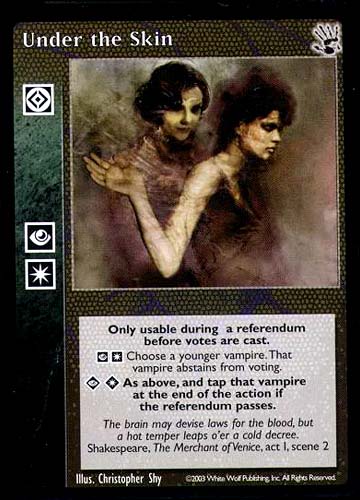 Under the Skin
Only usable during a referendum
before votes are cast.
Choose a younger vampire. That
vampire abstains from voting.
As above, and tap that vampire
at the end of the action if
the referendum passes.
The brain may devise laws for the blood, but
a hot temper leaps o'er a cold decree.
Shakespeare, The Merchant of Venice, act 1, scene 2
Illus. Christopher Shy
©2003 White Wolf Publishing, Inc. All Rights Reserved.